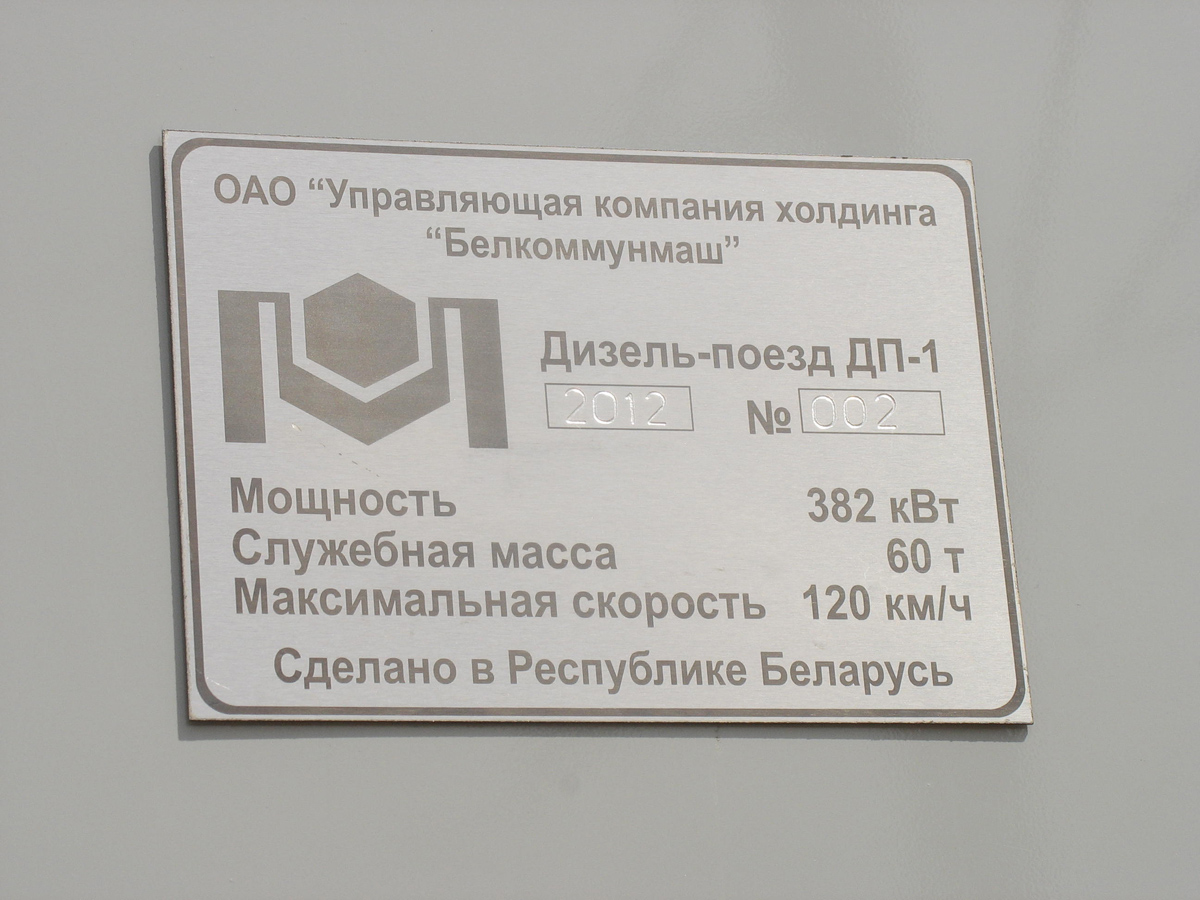 ОАО “Управляющая компания холдинга
“Белкоммунмаш”
Дизель-поезд ДП-1
2012 № 002
Мощность 382 кВт
Служебная масса 60 т
Максимальная скорость 120 км/ч
Сделано в Республике Беларусь